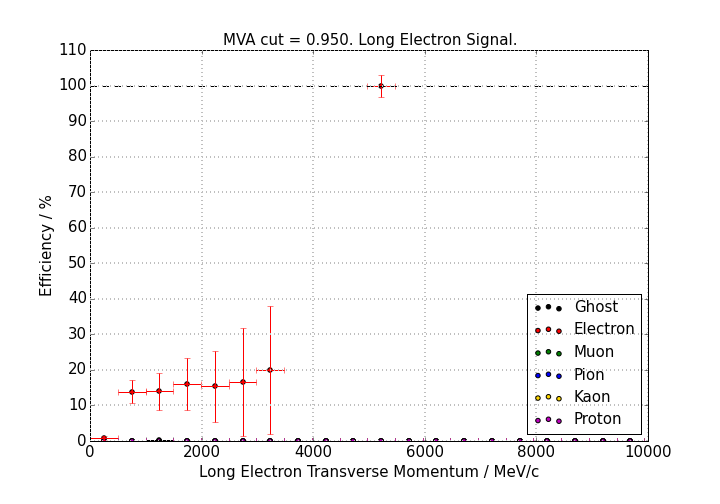 MVA cut = 0.950. Long Electron Signal.
110
100
90
80
70
60
50
40
30
20
10
0
Efficiency / %
Ghost
Electron
Muon
Pion
Kaon
Proton
0 2000 4000 6000 8000 10000
Long Electron Transverse Momentum / MeV/c